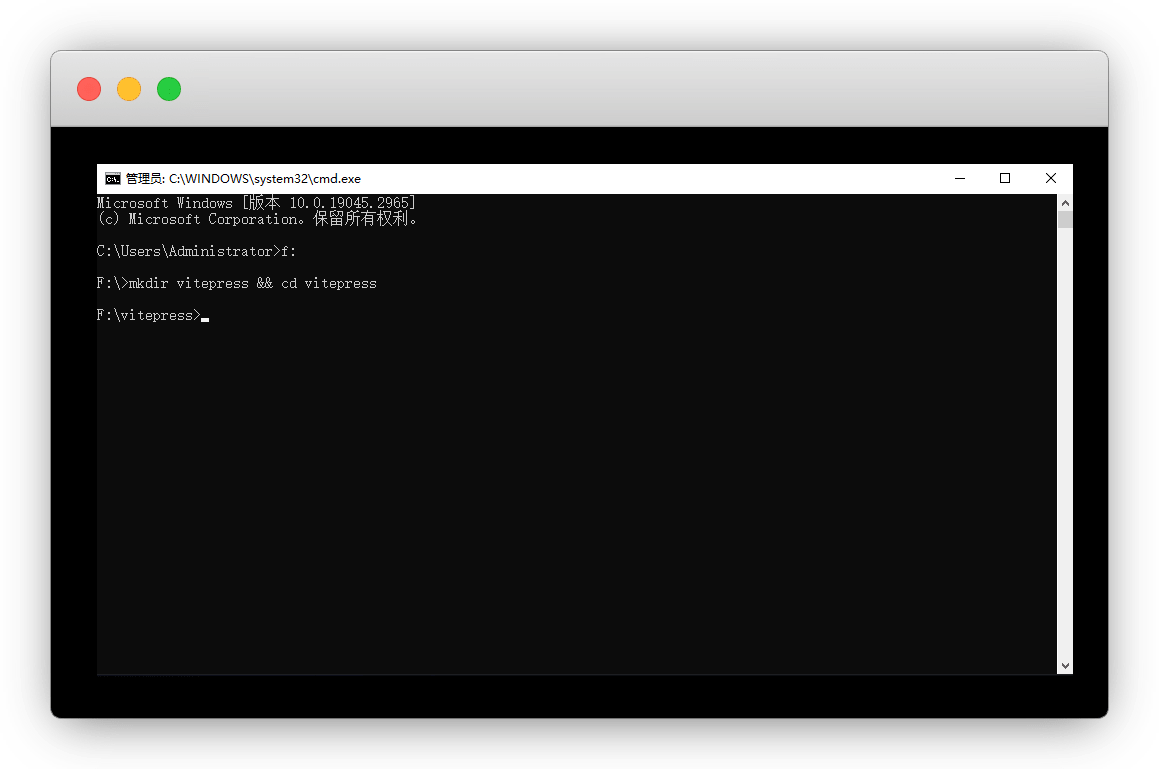 管理员: C:\WINDOWS\system32\cmd.exe
Microsoft Windows [版本 10.0.19045.2965]
(c) Microsoft Corporation。保留所有权利。
C:\Users\Administrator>f:
F:\>mkdir vitepress && cd vitepress
F:\vitepress>